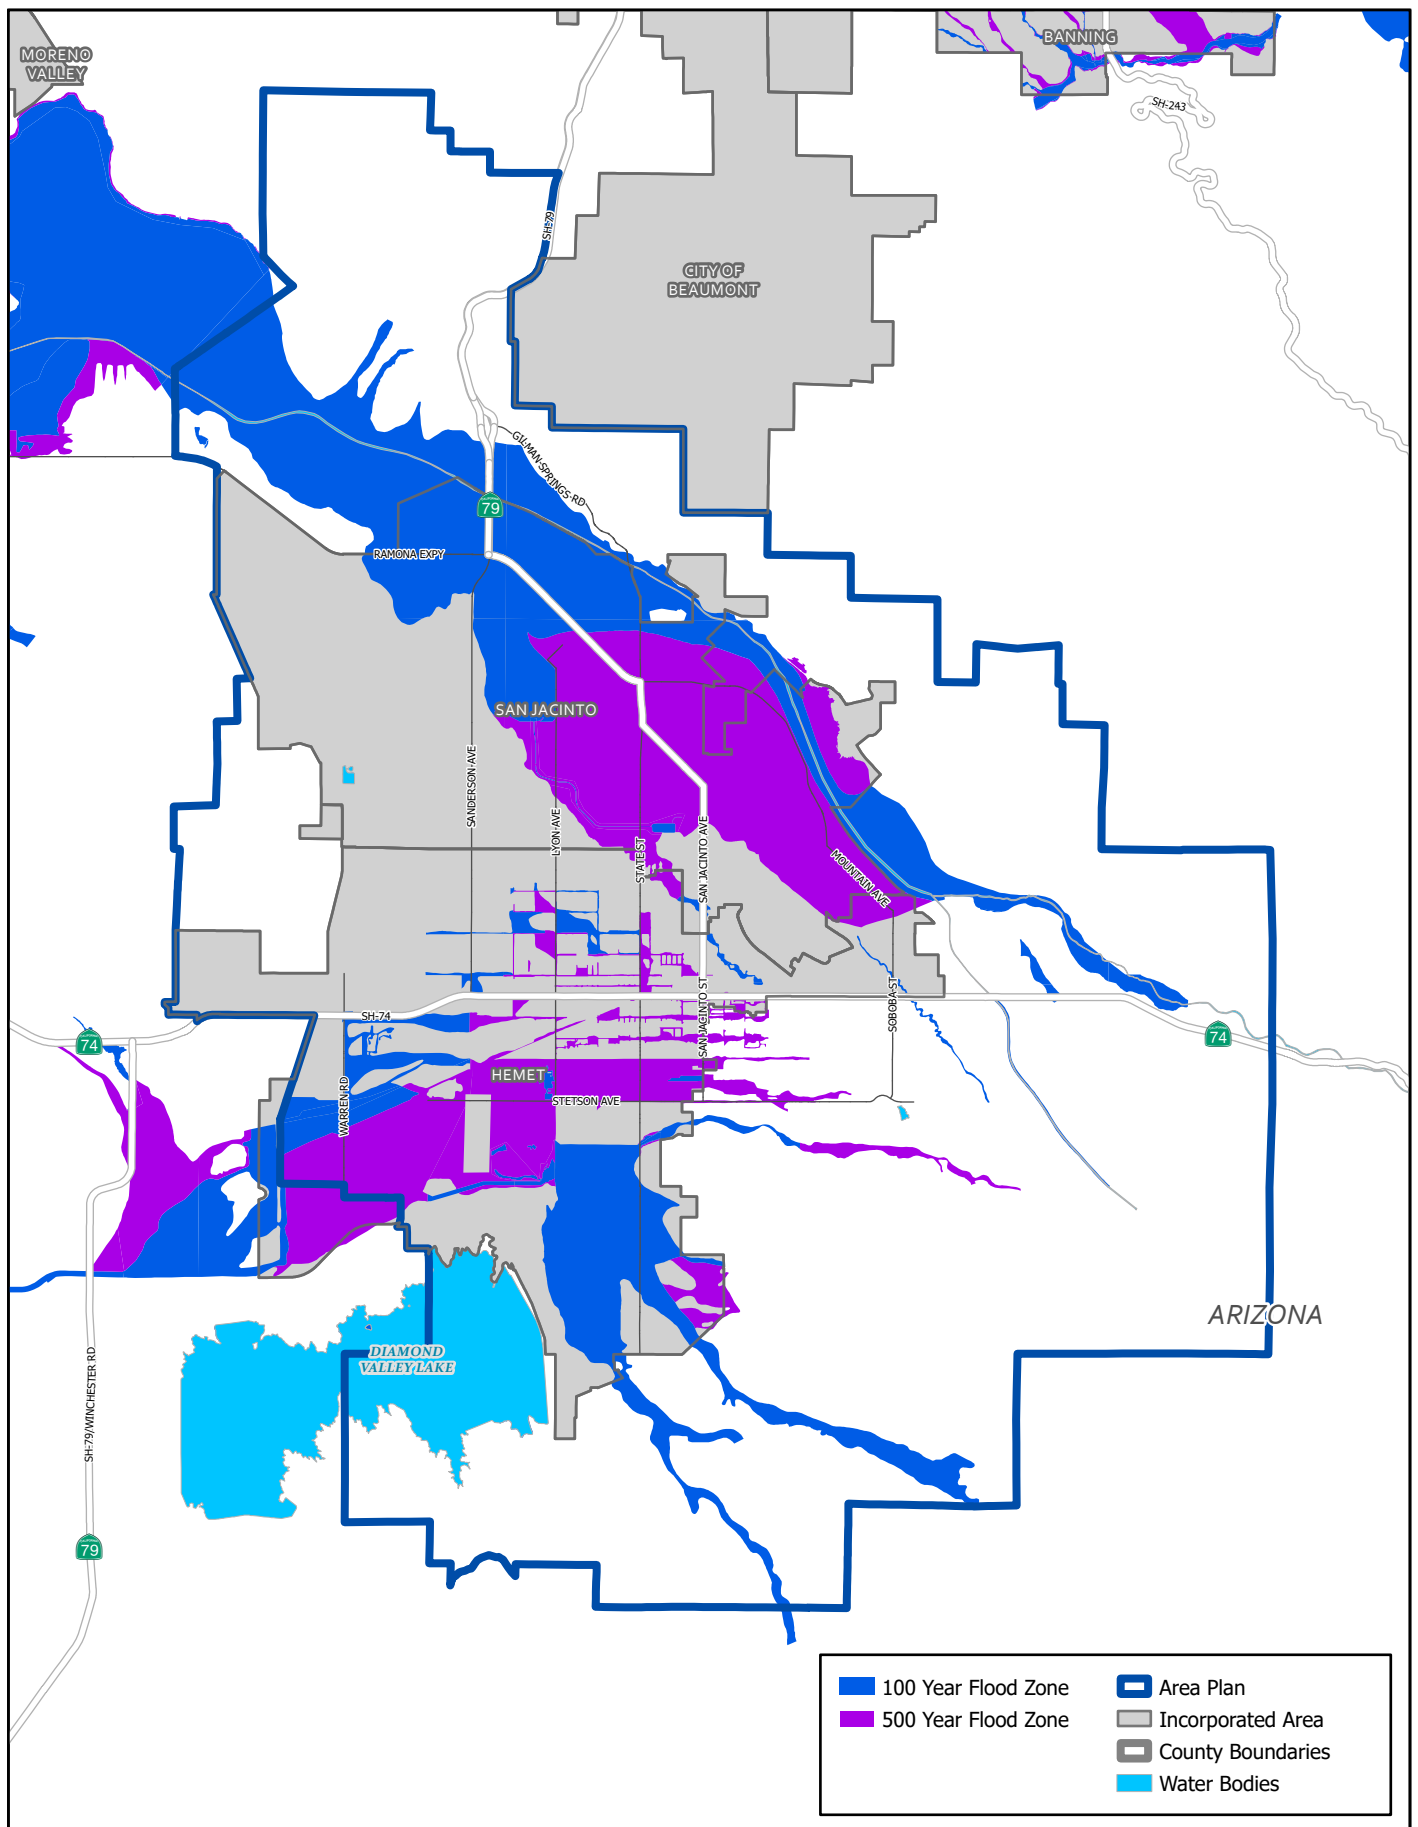 MORENO
VALLEY
BANNING
SH-243
SH-79
CITY OF
BEAUMONT
GILMAN SPRINGS RD
79
RAMONA EXPY
SAN JACINTO
SANDERSON AVE
LYON AVE
STATE ST
SAN JACINTO AVE
MOUNTAIN AVE
SAN JACINTO ST
SOBOBA ST
SH-74
74
74
WARREN RD
HEMET
STETSON AVE
ARIZONA
DIAMOND
VALLEY LAKE
SH-79/WINCHESTER RD
79
100 Year Flood Zone
500 Year Flood Zone
Area Plan
Incorporated Area
County Boundaries
Water Bodies